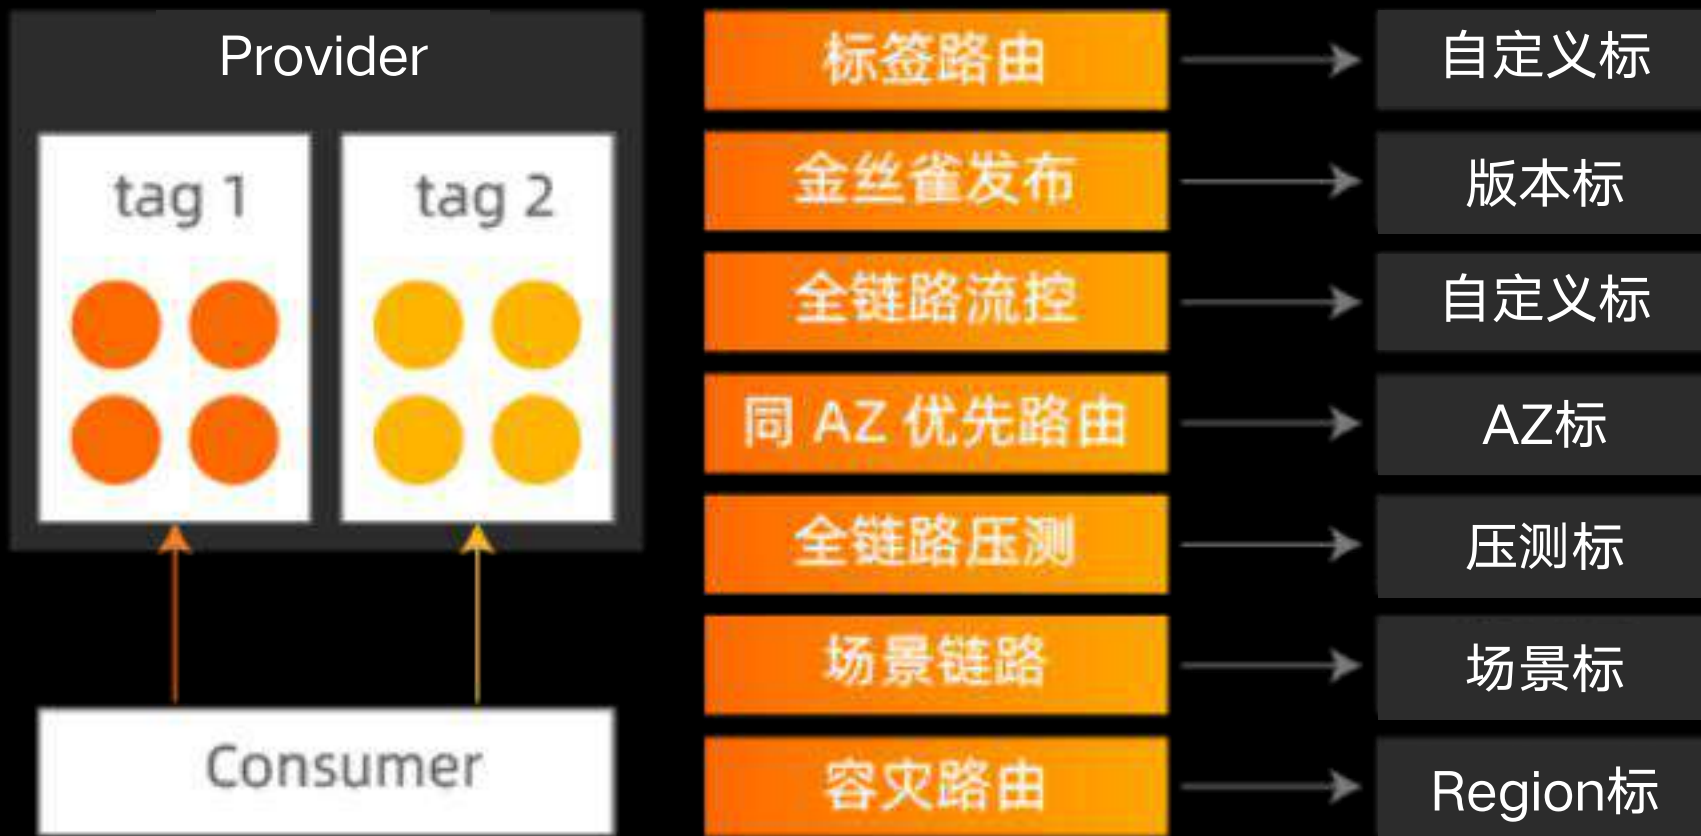 Provider
tag 1
tag 2
Consumer
标签路由
自定义标
金丝雀发布
版本标
全链路流控
自定义标
同 AZ 优先路由
AZ标
全链路压测
压测标
场景链路
场景标
容灾路由
Region标